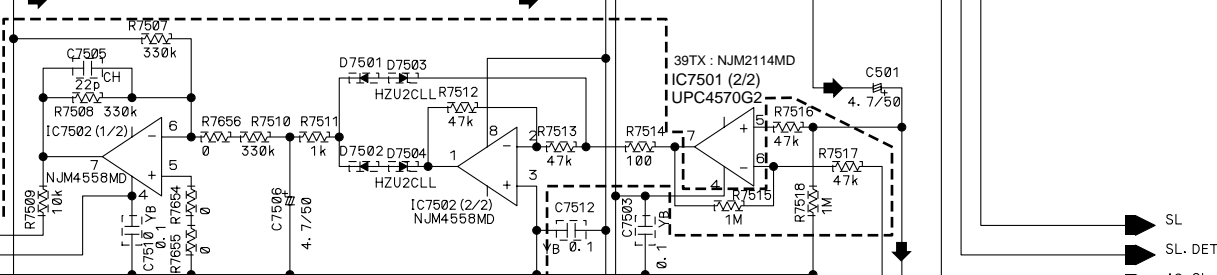 R7507
330k
C7505
CH
22p
R7508 330k
IC7502 (1/2)
6
7
5
NJM4558MD
4
R7509
10k
C7510
YB
0.1
R7654
0
R7655
0
R7656
0
R7510
330k
R7511
1k
C7506
+
4.7/50
D7501 D7503
HZU2CLL
D7502 D7504
HZU2CLL
R7512
47k
8
2
1
3
IC7502 (2/2)
NJM4558MD
R7513
47k
C7512
YB 0.1
R7514
100
C7503
YB
0.1
39TX : NJM2114MD
IC7501 (2/2)
UPC4570G2
7
5
6
4
R7515
1M
R7516
47k
R7517
47k
R7518
1M
C501
+
4.7/50
SL
SL.DET